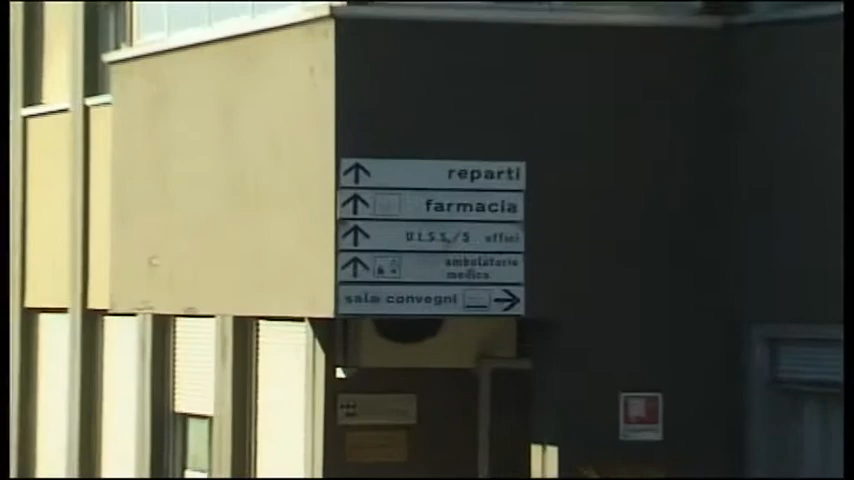 reparti
farmacia
U.L.S.S./5 uffici
ambulatorio
medico
sala convegni